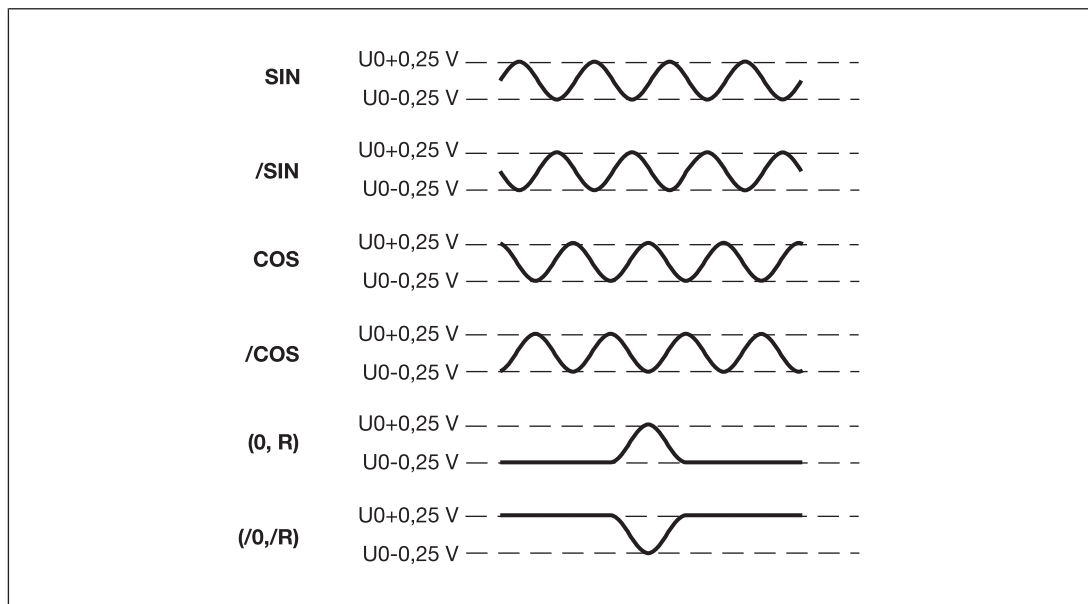 SIN
U0+0,25 V
U0-0,25 V
/SIN
U0+0,25 V
U0-0,25 V
COS
U0+0,25 V
U0-0,25 V
/COS
U0+0,25 V
U0-0,25 V
(0, R)
U0+0,25 V
U0-0,25 V
(/0,/R)
U0+0,25 V
U0-0,25 V